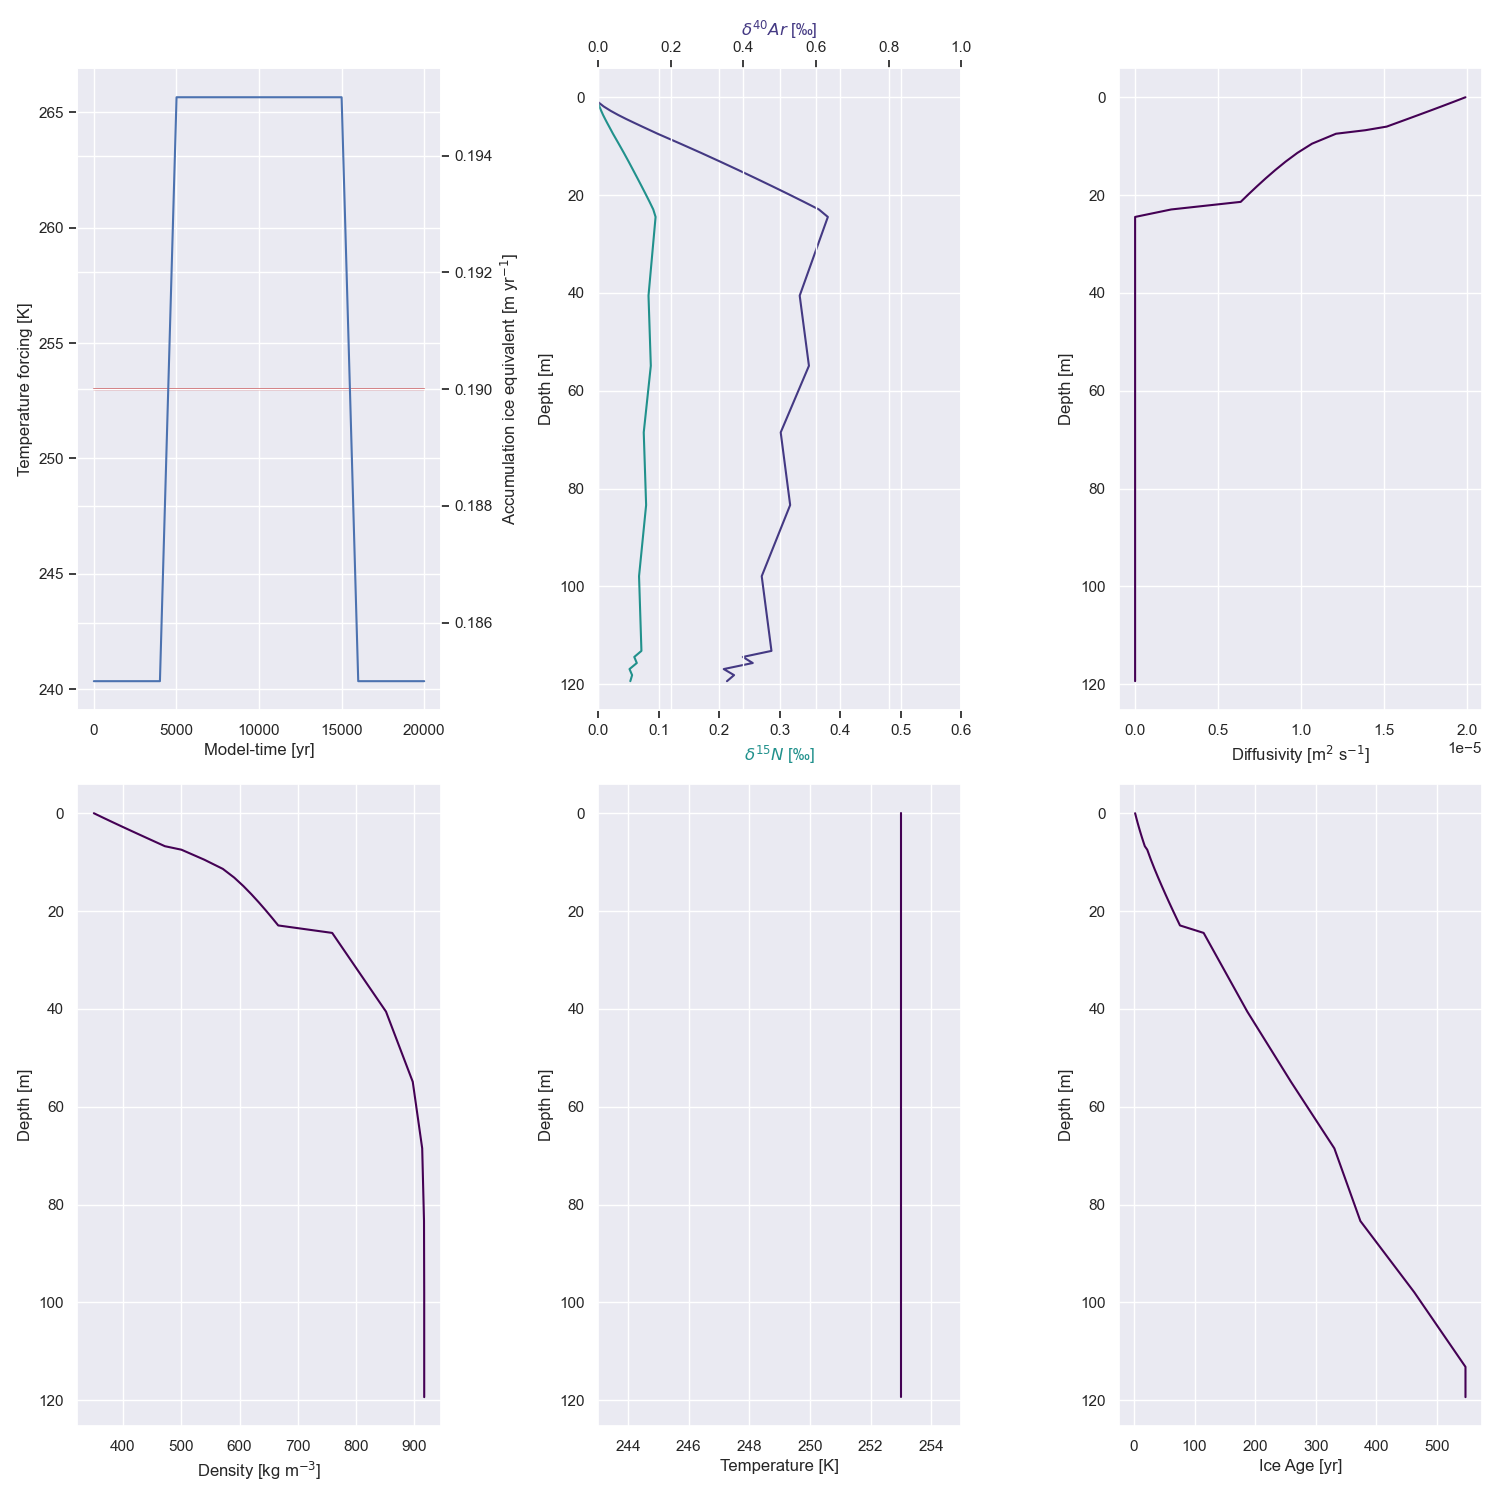 δ⁴⁰Ar [‰]
0.0 0.2 0.4 0.6 0.8 1.0
265
260
255
250
245
240
Temperature forcing [K]
0 5000 10000 15000 20000
Model-time [yr]
0.194
0.192
0.190
0.188
0.186
Accumulation ice equivalent [m yr⁻¹]
0
20
40
60
80
100
120
Depth [m]
0.0 0.1 0.2 0.3 0.4 0.5 0.6
δ¹⁵N [‰]
0
20
40
60
80
100
120
Depth [m]
0.0 0.5 1.0 1.5 2.0
1e−5
Diffusivity [m² s⁻¹]
0
20
40
60
80
100
120
Depth [m]
400 500 600 700 800 900
Density [kg m⁻³]
0
20
40
60
80
100
120
Depth [m]
244 246 248 250 252 254
Temperature [K]
0
20
40
60
80
100
120
Depth [m]
0 100 200 300 400 500
Ice Age [yr]